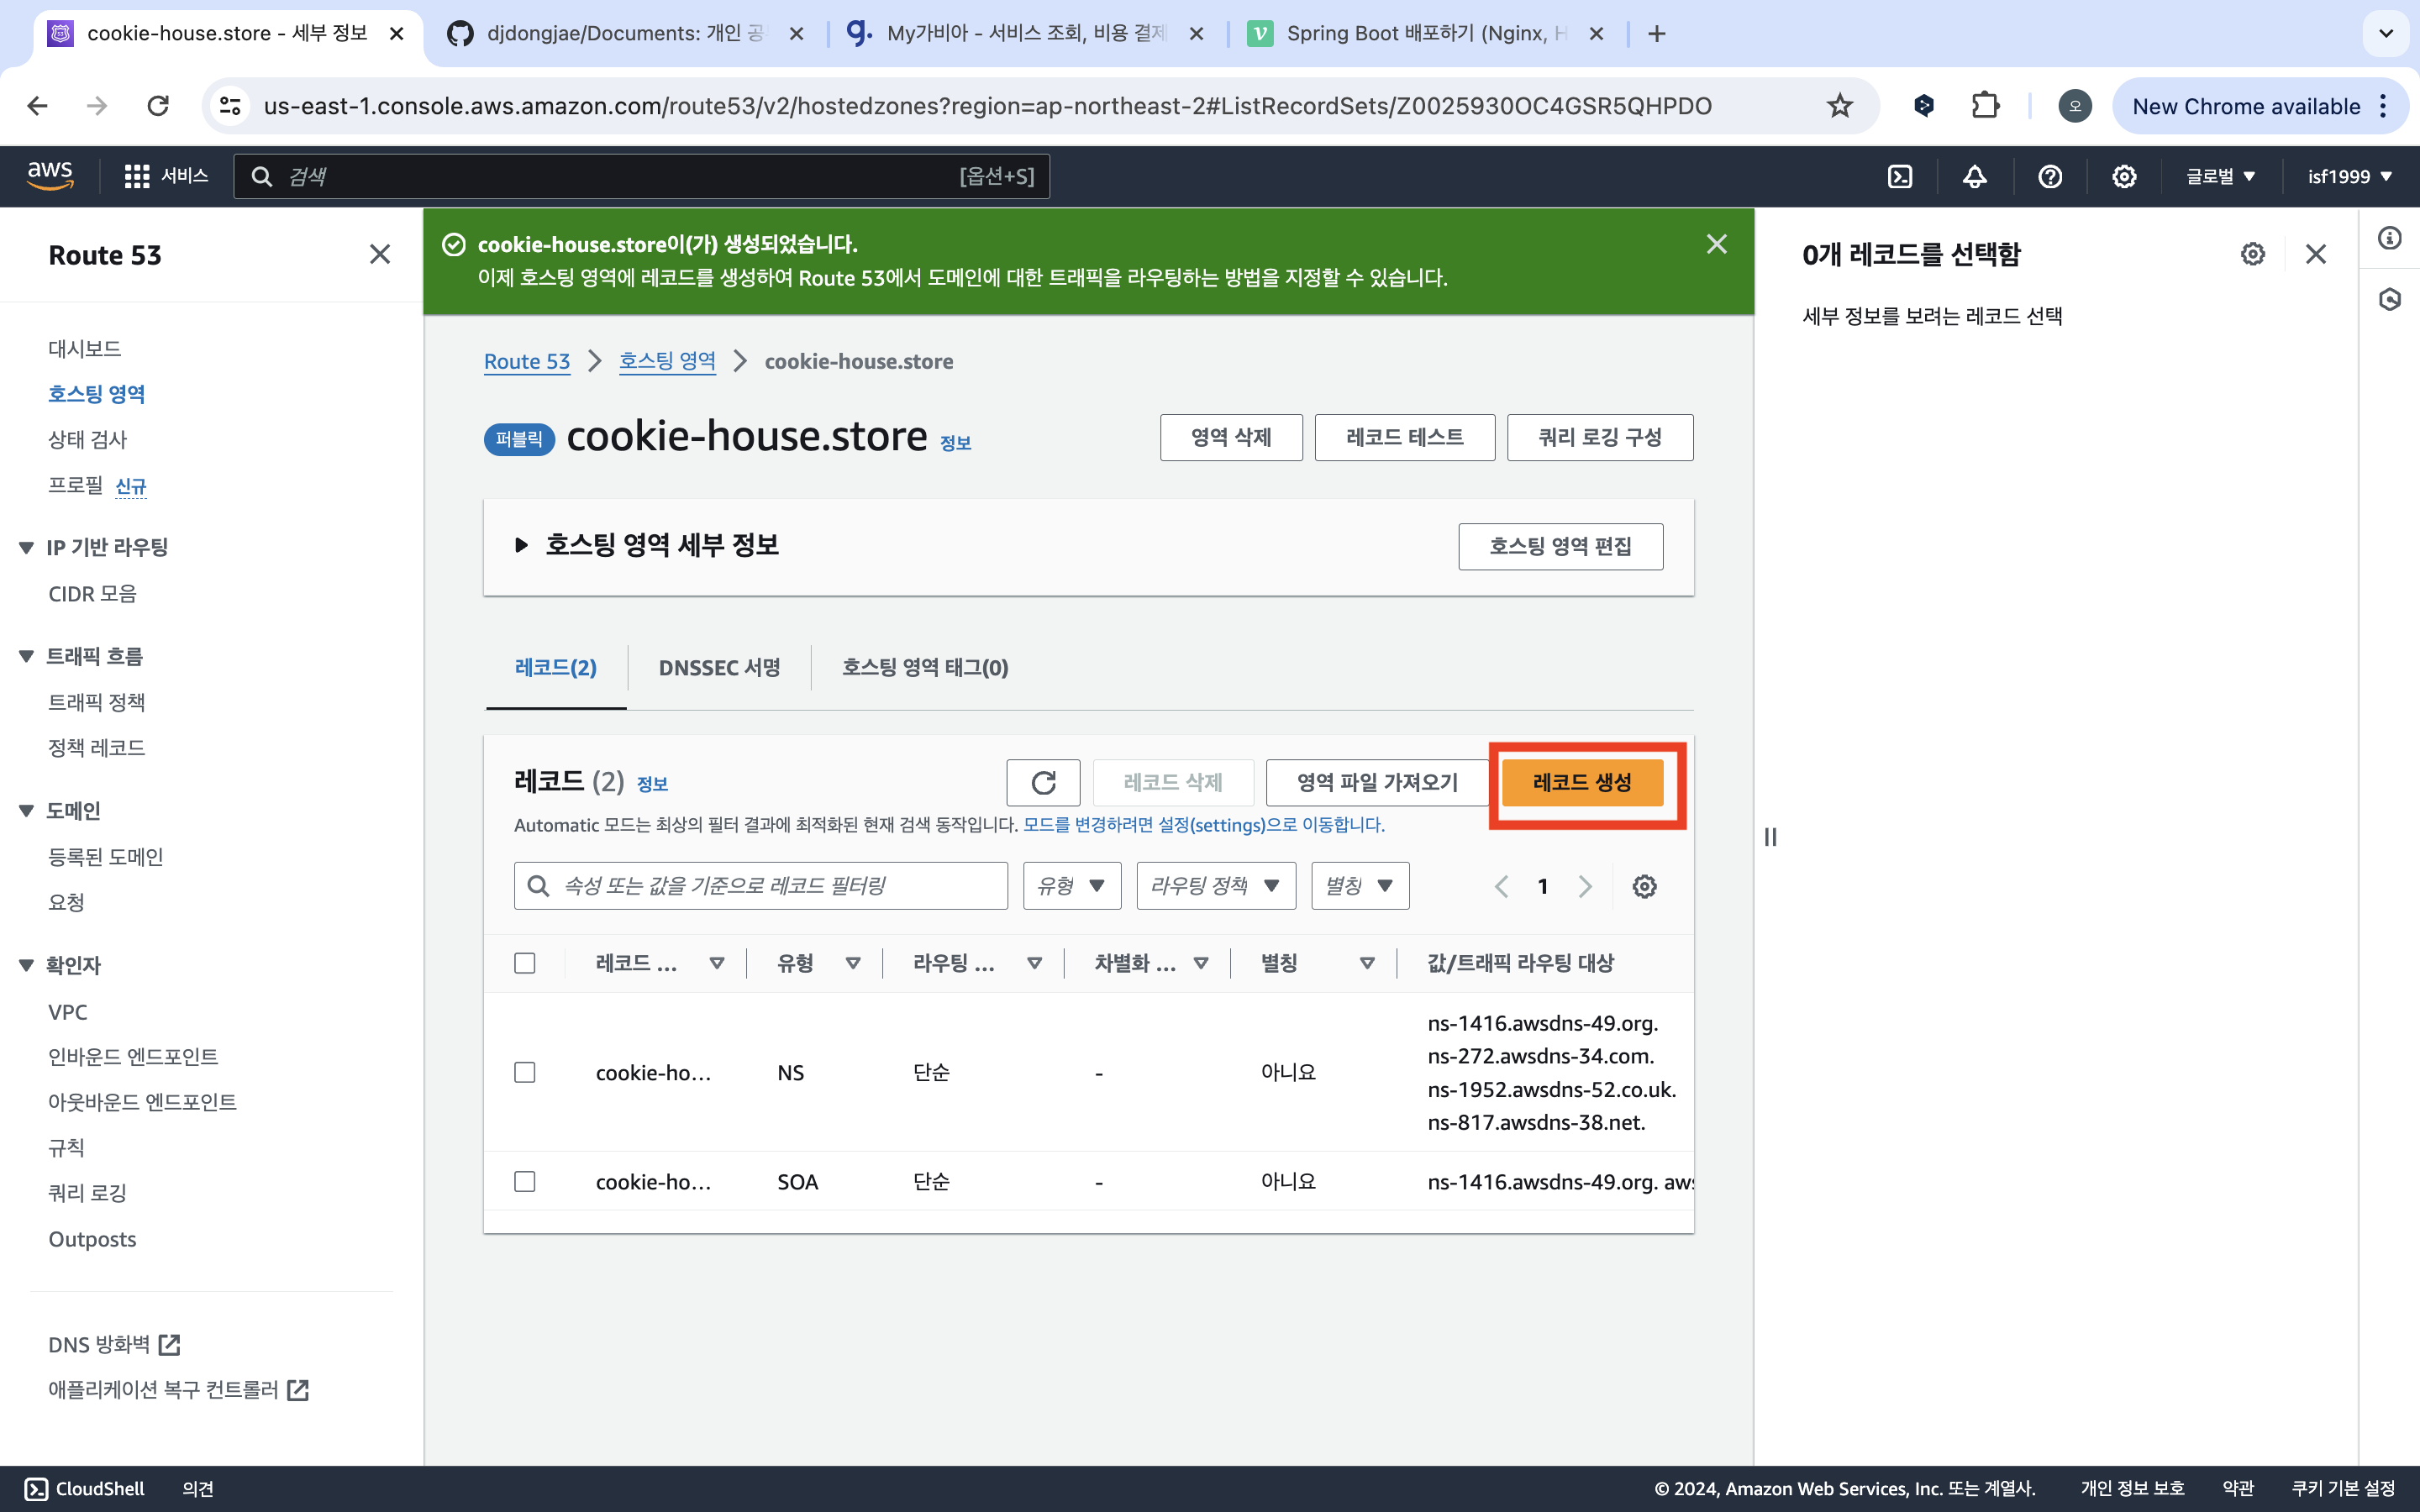 cookie-house.store - 세부 정보
djdongjae/Documents: 개인 공
My가비아 - 서비스 조회, 비용 결제
Spring Boot 배포하기 (Nginx, H
us-east-1.console.aws.amazon.com/route53/v2/hostedzones?region=ap-northeast-2#ListRecordSets/Z0025930OC4GSR5QHPDO
오
New Chrome available
aws
서비스
검색
[옵션+S]
글로벌
isf1999
Route 53
대시보드
호스팅 영역
상태 검사
프로필 신규
IP 기반 라우팅
CIDR 모음
트래픽 흐름
트래픽 정책
정책 레코드
도메인
등록된 도메인
요청
확인자
VPC
인바운드 엔드포인트
아웃바운드 엔드포인트
규칙
쿼리 로깅
Outposts
DNS 방화벽
애플리케이션 복구 컨트롤러
cookie-house.store이(가) 생성되었습니다.
이제 호스팅 영역에 레코드를 생성하여 Route 53에서 도메인에 대한 트래픽을 라우팅하는 방법을 지정할 수 있습니다.
Route 53 > 호스팅 영역 > cookie-house.store
퍼블릭 cookie-house.store 정보
영역 삭제
레코드 테스트
쿼리 로깅 구성
호스팅 영역 세부 정보
호스팅 영역 편집
레코드(2)
DNSSEC 서명
호스팅 영역 태그(0)
레코드 (2) 정보
레코드 삭제
영역 파일 가져오기
레코드 생성
Automatic 모드는 최상의 필터 결과에 최적화된 현재 검색 동작입니다. 모드를 변경하려면 설정(settings)으로 이동합니다.
속성 또는 값을 기준으로 레코드 필터링
유형
라우팅 정책
별칭
1
레코드 ...
유형
라우팅 ...
차별화 ...
별칭
값/트래픽 라우팅 대상
cookie-ho...
NS
단순
-
아니요
ns-1416.awsdns-49.org.
ns-272.awsdns-34.com.
ns-1952.awsdns-52.co.uk.
ns-817.awsdns-38.net.
cookie-ho...
SOA
단순
-
아니요
ns-1416.awsdns-49.org. aws
0개 레코드를 선택함
세부 정보를 보려는 레코드 선택
CloudShell
의견
© 2024, Amazon Web Services, Inc. 또는 계열사.
개인 정보 보호
약관
쿠키 기본 설정